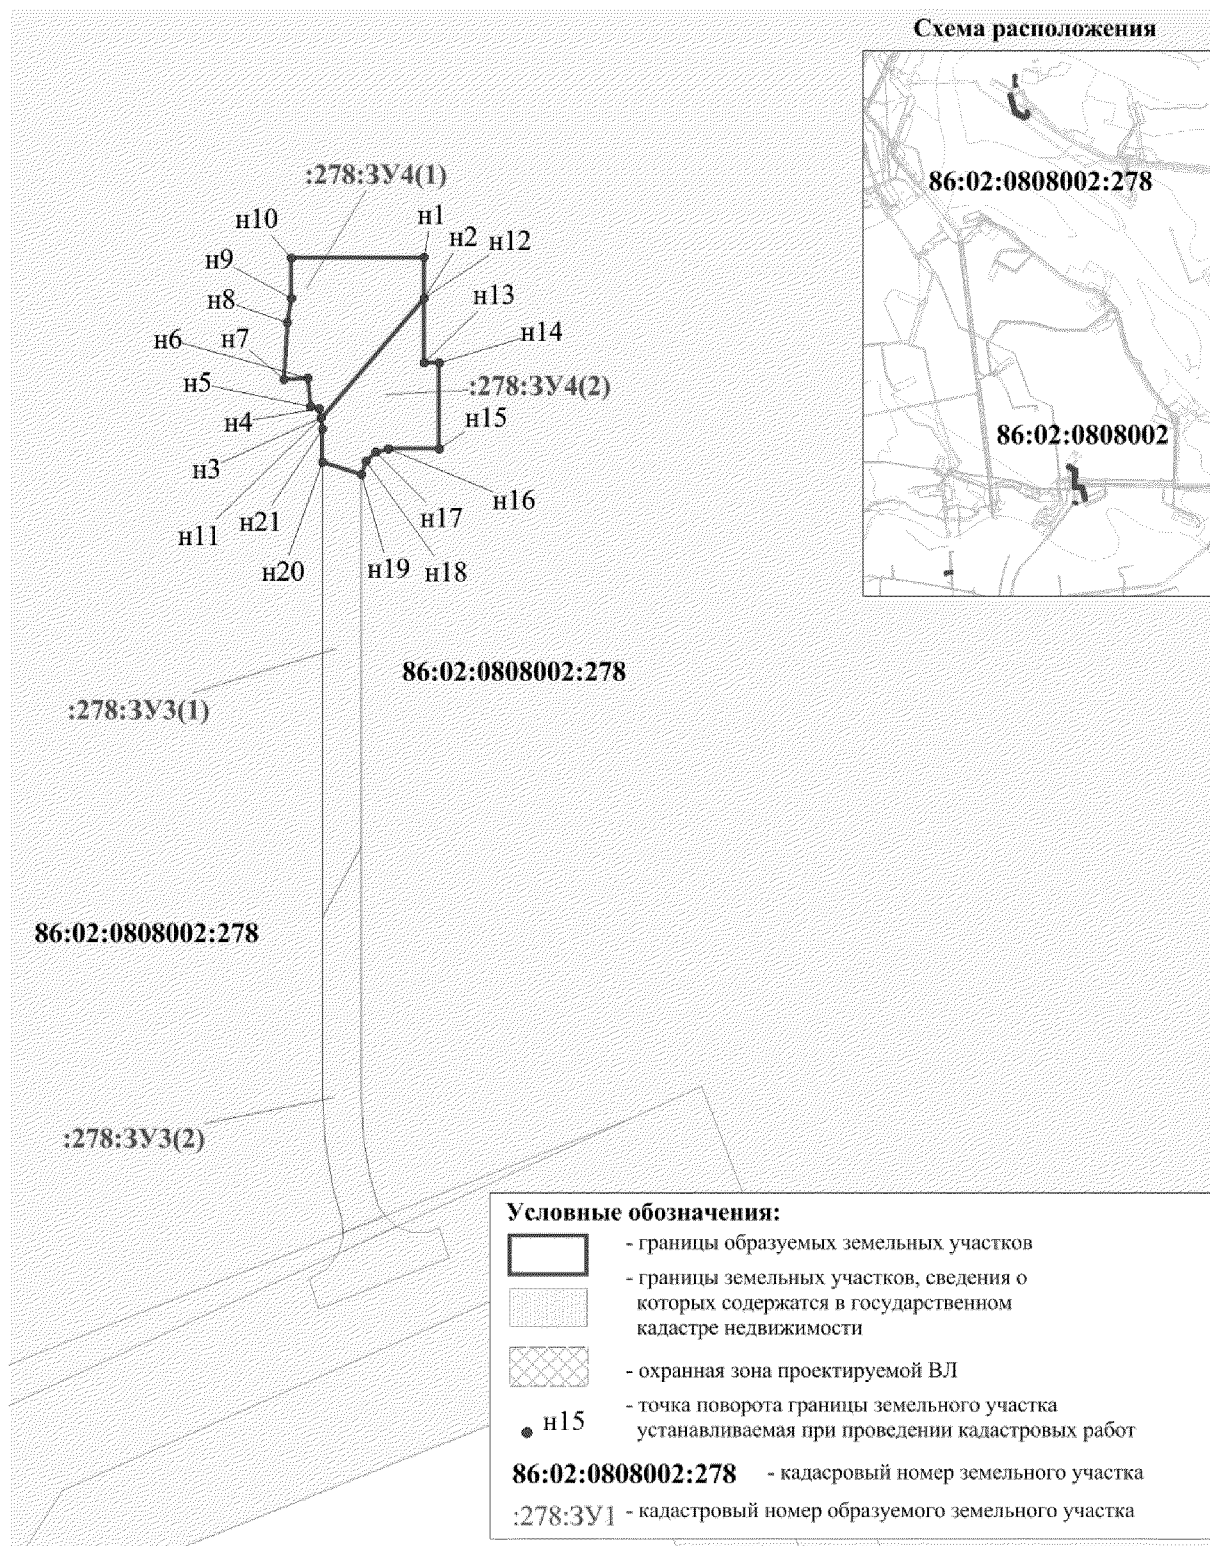 Схема расположения
86:02:0808002:278
86:02:0808002
:278:ЗУ4(1)
н10
н1
н2
н12
н9
н8
н13
н7
н6
н14
н5
:278:ЗУ4(2)
н4
н15
н3
н16
н21
н17
н11
н20
н19
н18
86:02:0808002:278
:278:ЗУ3(1)
86:02:0808002:278
:278:ЗУ3(2)
Условные обозначения:
- границы образуемых земельных участков
- границы земельных участков, сведения о
которых содержатся в государственном
кадастре недвижимости
- охранная зона проектируемой ВЛ
н15
- точка поворота границы земельного участка
устанавливаемая при проведении кадастровых работ
86:02:0808002:278 - кадасровый номер земельного участка
:278:ЗУ1 - кадастровый номер образуемого земельного участка